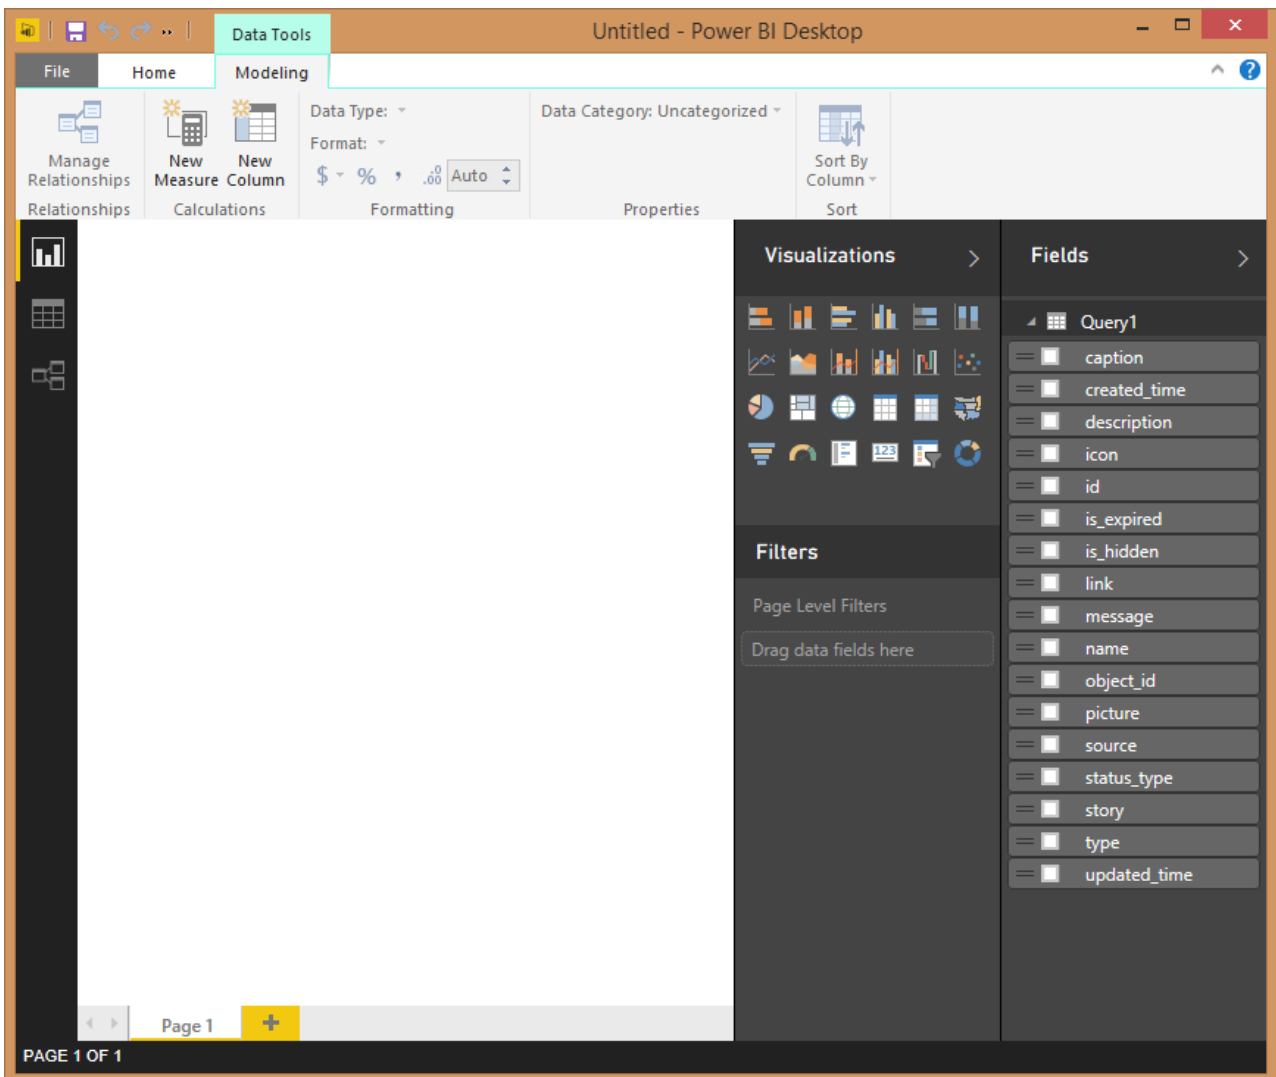 Data Tools
Untitled - Power BI Desktop
File
Home
Modeling
Manage
Relationships
New
Measure
New
Column
Data Type:
Format:
$ % , .00 Auto
Data Category: Uncategorized
Sort By
Column
Relationships
Calculations
Formatting
Properties
Sort
Visualizations
Fields
Query1
caption
created_time
description
icon
id
is_expired
is_hidden
link
message
name
object_id
picture
source
status_type
story
type
updated_time
123
Filters
Page Level Filters
Drag data fields here
Page 1
PAGE 1 OF 1